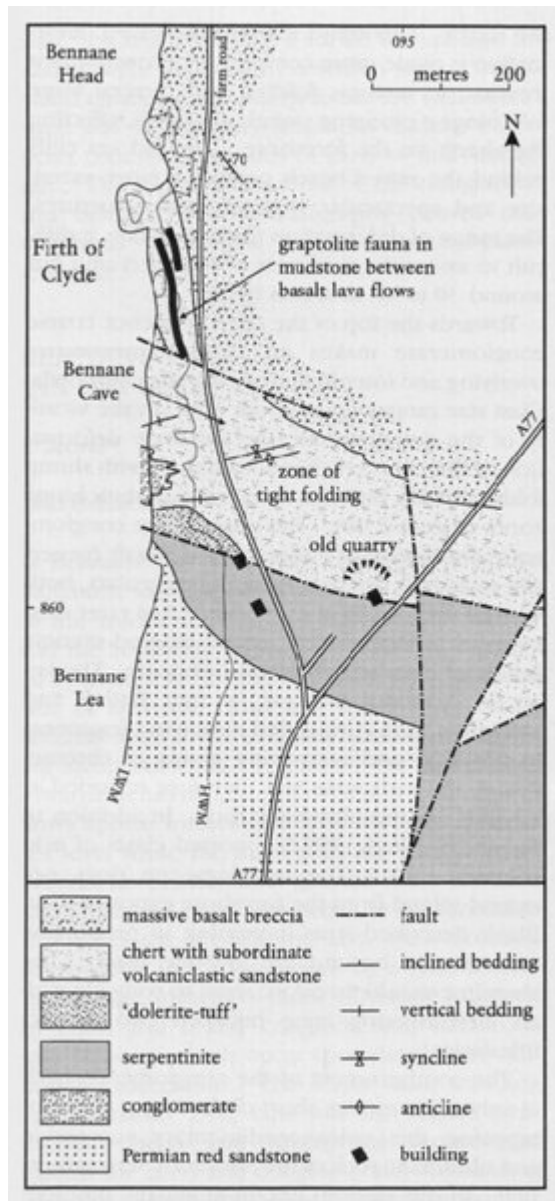 Bennane
Head
095
0 metres 200
N
farm road
70
Firth of
Clyde
graptolite fauna in
mudstone between
basalt lava flows
Bennane
Cave
A77
zone of
tight folding
old quarry
860
Bennane
Lea
LWM
HWM
A77
massive basalt breccia
fault
chert with subordinate
volcaniclastic sandstone
inclined bedding
'dolerite-tuff'
vertical bedding
serpentinite
syncline
conglomerate
anticline
Permian red sandstone
building